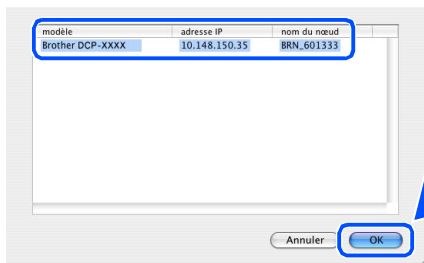 modèle adresse IP nom du nœud
Brother DCP-XXXX 10.148.150.35 BRN_601333
Annuler OK